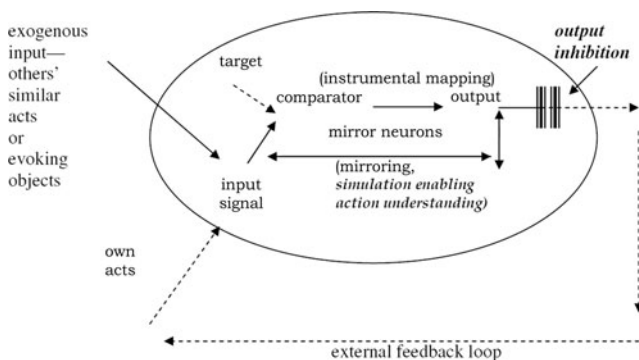 exogenous
input—
others'
similar
acts
or
evoking
objects
output
inhibition
target
(instrumental mapping)
comparator
output
mirror neurons
(mirroring,
simulation enabling
action understanding)
input
signal
own
acts
external feedback loop